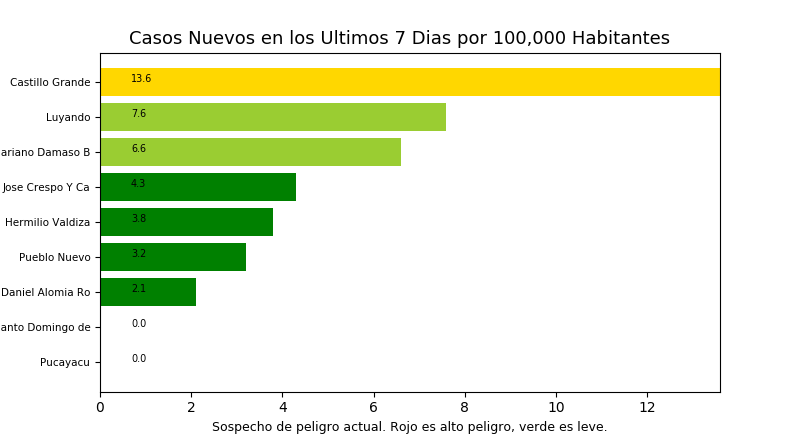 Casos Nuevos en los Ultimos 7 Dias por 100,000 Habitantes
Castillo Grande 13.6
Luyando 7.6
ariano Damaso B 6.6
Jose Crespo Y Ca 4.3
Hermilio Valdiza 3.8
Pueblo Nuevo 3.2
Daniel Alomia Ro 2.1
anto Domingo de 0.0
Pucayacu 0.0
0 2 4 6 8 10 12
Sospecho de peligro actual. Rojo es alto peligro, verde es leve.